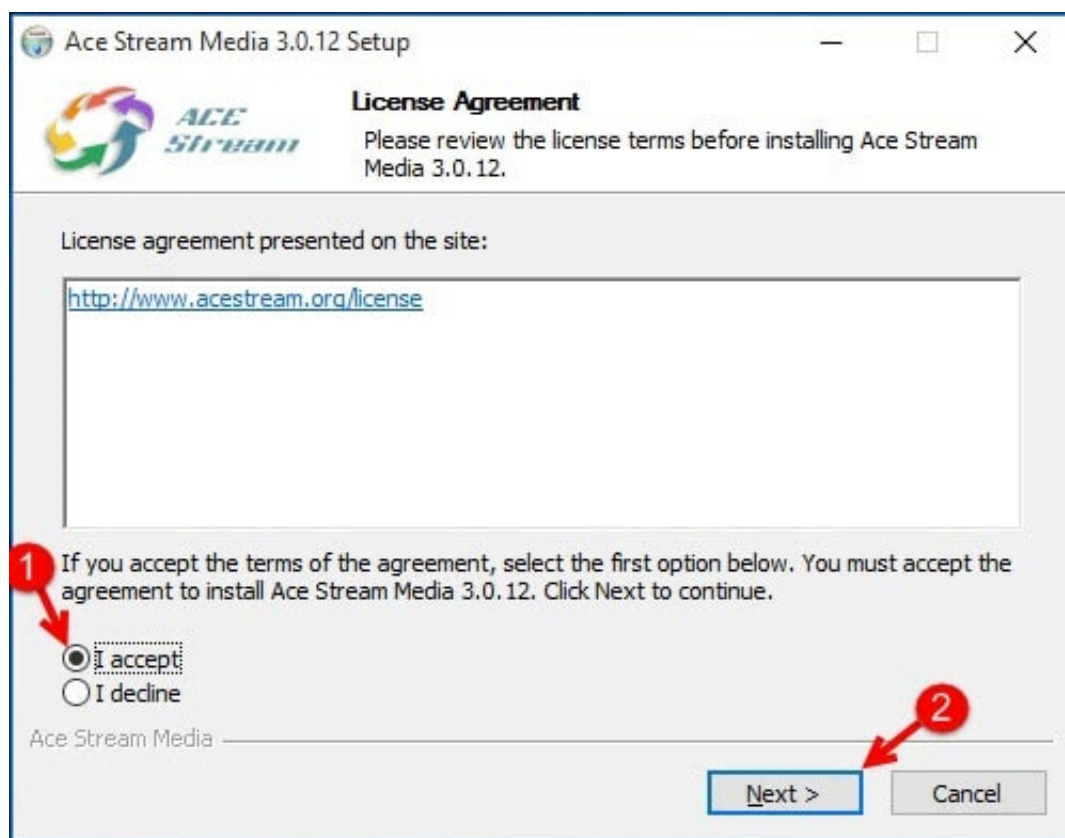 Ace Stream Media 3.0.12 Setup
ACE
Stream
License Agreement
Please review the license terms before installing Ace Stream
Media 3.0.12.
License agreement presented on the site:
http://www.acestream.org/license
1
If you accept the terms of the agreement, select the first option below. You must accept the
agreement to install Ace Stream Media 3.0.12. Click Next to continue.
I accept
I decline
2
Ace Stream Media
Next >
Cancel